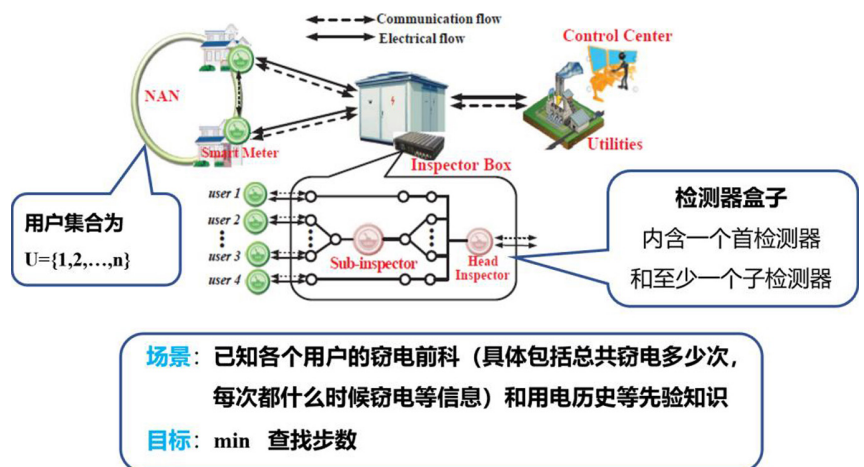 Communication flow
Electrical flow
Control Center
NAN
Smart Meter
Inspector Box
Utilities
用户集合为
U={1,2,…,n}
user 1
user 2
user 3
user 4
Sub-inspector
Head
Inspector
检测器盒子
内含一个首检测器
和至少一个子检测器
场景：已知各个用户的窃电前科（具体包括总共窃电多少次，
每次都什么时候窃电等信息）和用电历史等先验知识
目标：min 查找步数